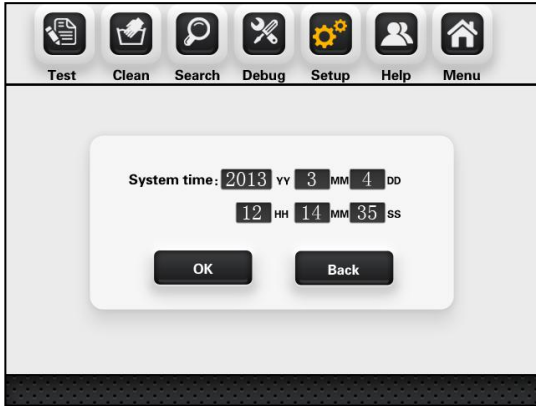 Test Clean Search Debug Setup Help Menu
System time: 2013 YY 3 MM 4 DD
12 HH 14 MM 35 SS
OK Back